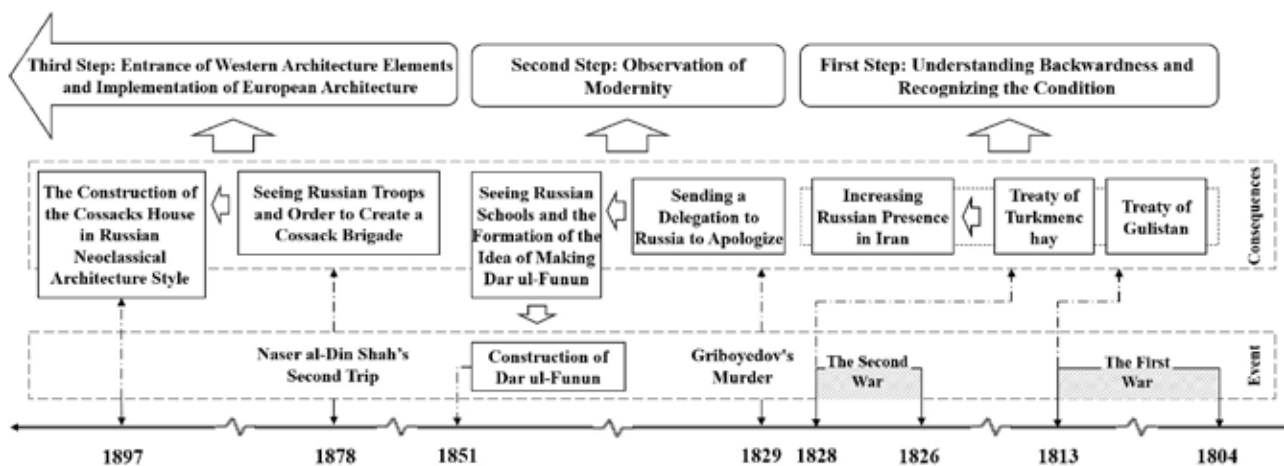 Third Step: Entrance of Western Architecture Elements
and Implementation of European Architecture
Second Step: Observation of
Modernity
First Step: Understanding Backwardness and
Recognizing the Condition
The Construction of
the Cossacks House
in Russian
Neoclassical
Architecture Style
Seeing Russian Troops
and Order to Create a
Cossack Brigade
Seeing Russian
Schools and the
Formation of the
Idea of Making
Dar ul-Funun
Sending a
Delegation to
Russia to Apologize
Increasing
Russian Presence
in Iran
Treaty of
Turkmenc
hay
Treaty of
Gulistan
Consequences
Naser al-Din Shah's
Second Trip
Construction of
Dar ul-Funun
Griboyedov's
Murder
The Second
War
The First
War
Event
1897
1878
1851
1829
1828
1826
1813
1804